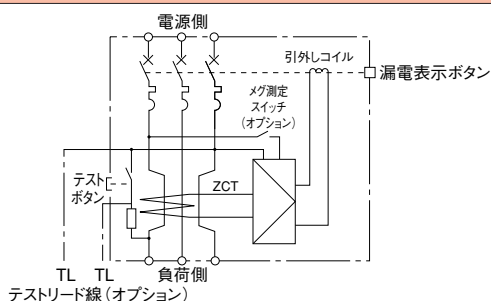 電源側
引外しコイル
漏電表示ボタン
メグ測定
スイッチ
(オプション)
テスト
ボタン
ZCT
TL TL 負荷側
テストリード線(オプション)